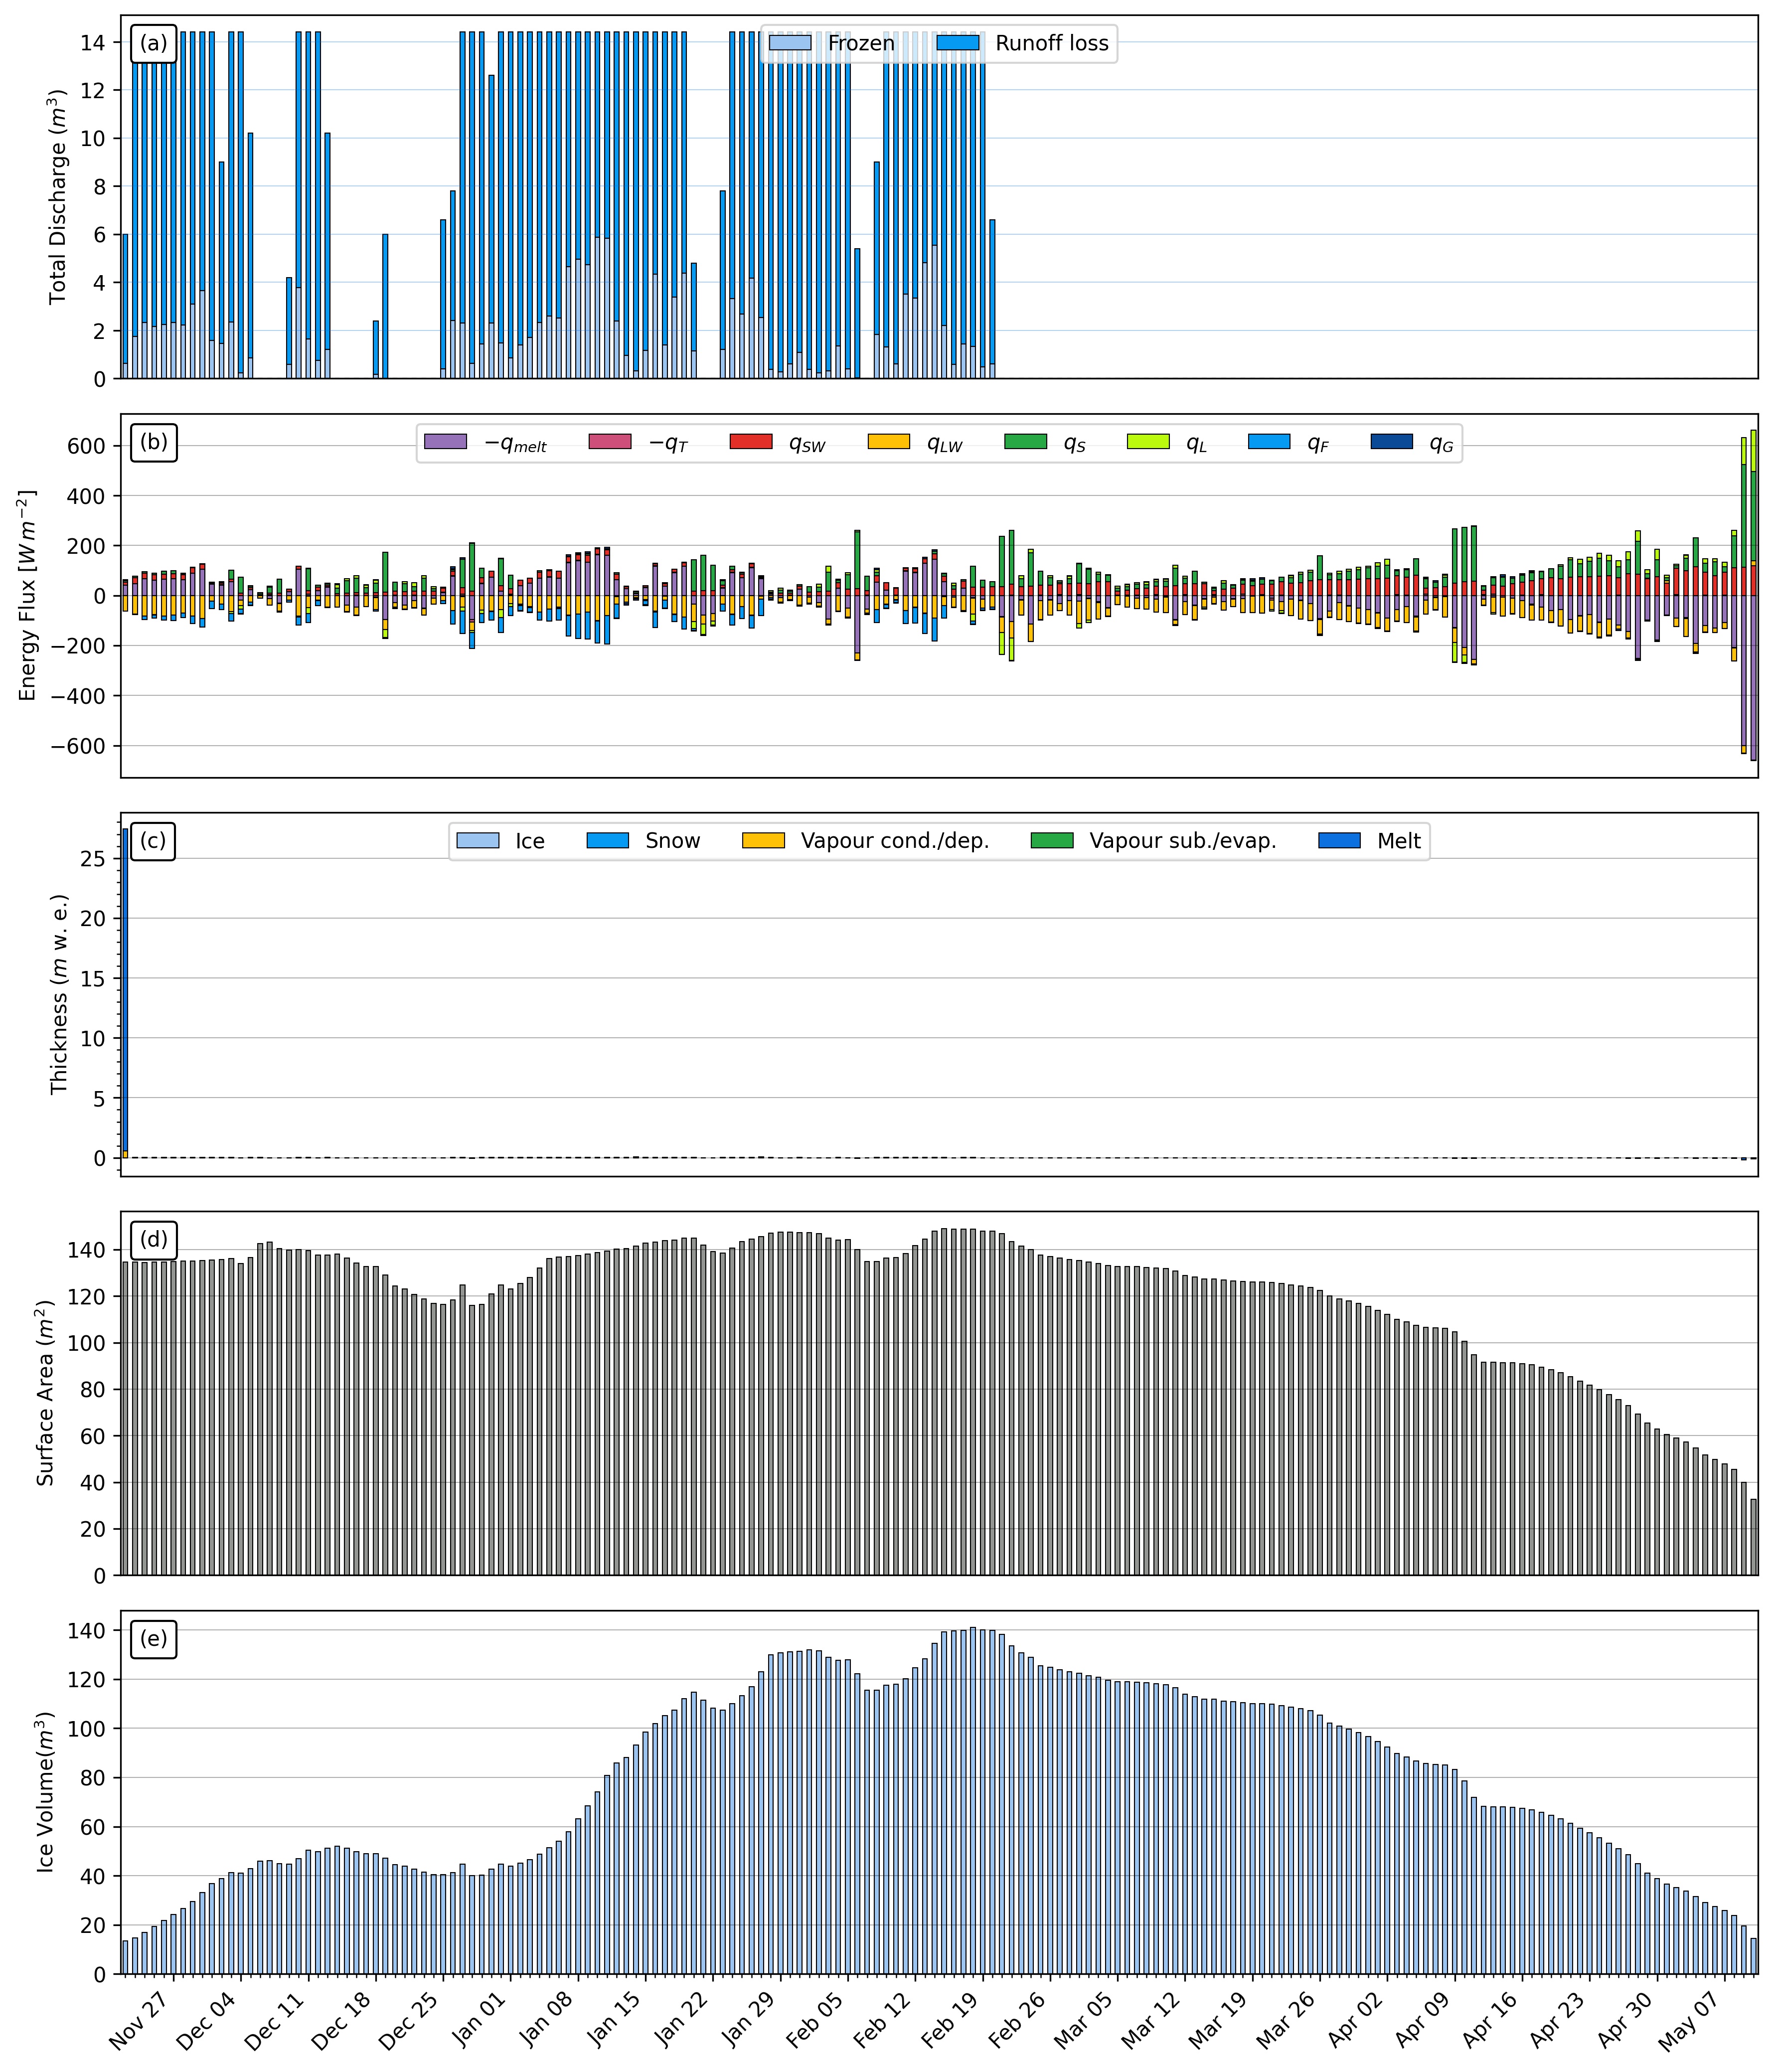 (a)
Frozen Runoff loss
14
12
10
8
6
4
2
0
Total Discharge (m³)
(b)
−q_melt −q_T q_SW q_LW q_S q_L q_F q_G
600
400
200
0
−200
−400
−600
Energy Flux [W m⁻²]
(c)
Ice Snow Vapour cond./dep. Vapour sub./evap. Melt
25
20
15
10
5
0
Thickness (m w. e.)
(d)
140
120
100
80
60
40
20
0
Surface Area (m²)
(e)
140
120
100
80
60
40
20
0
Ice Volume(m³)
Nov 27 Dec 04 Dec 11 Dec 18 Dec 25 Jan 01 Jan 08 Jan 15 Jan 22 Jan 29 Feb 05 Feb 12 Feb 19 Feb 26 Mar 05 Mar 12 Mar 19 Mar 26 Apr 02 Apr 09 Apr 16 Apr 23 Apr 30 May 07